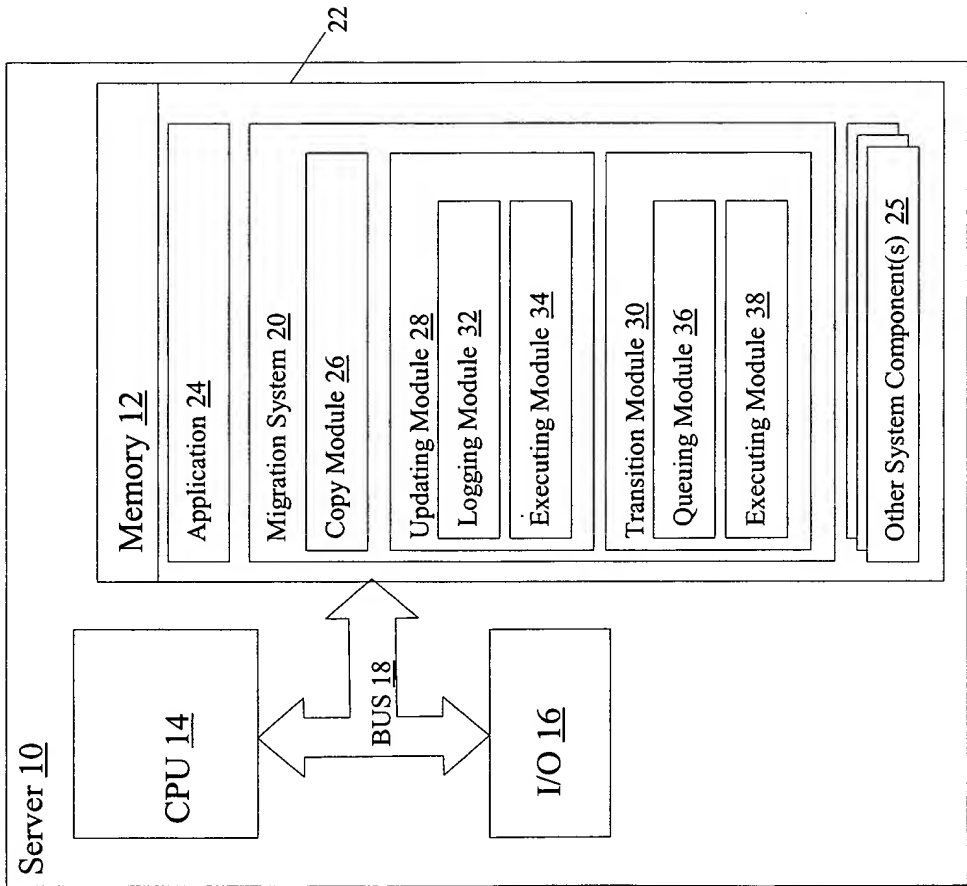 Server 10
CPU 14
BUS 18
I/O 16
Memory 12
22
Application 24
Migration System 20
Copy Module 26
Updating Module 28
Logging Module 32
Executing Module 34
Transition Module 30
Queuing Module 36
Executing Module 38
Other System Component(s) 25